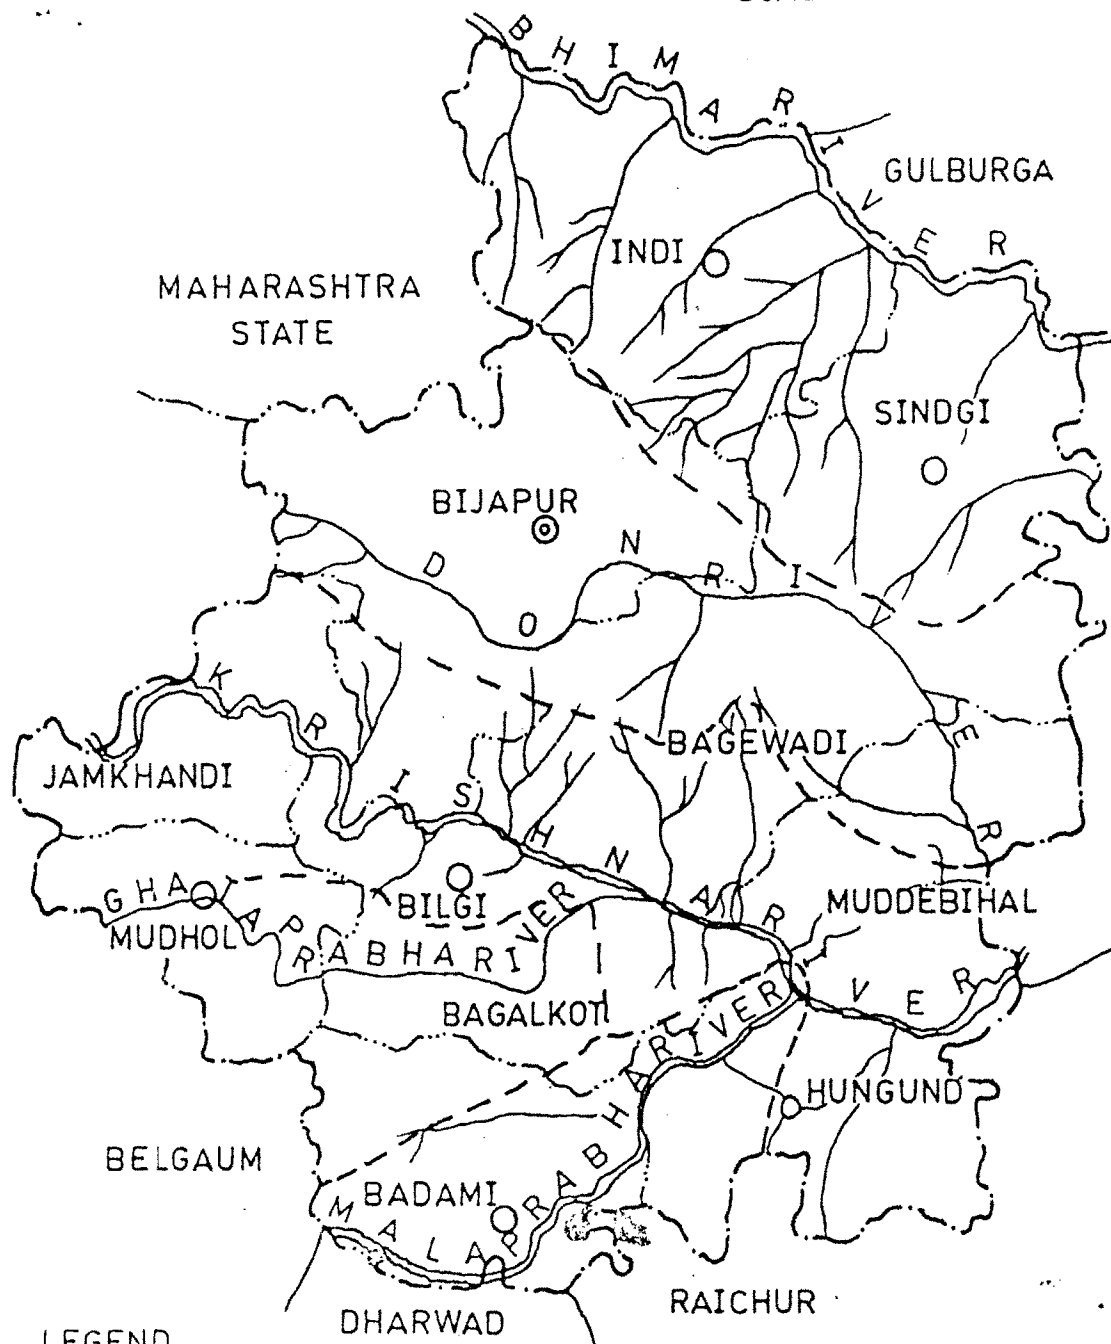 BHIMA RIVER
GULBURGA
INDI
MAHARASHTRA
STATE
SINDGI
BIJAPUR
DON RIVER
KRISHNA RIVER
BAGEWADI
JAMKHANDI
BILGI
MUDDEBIHAL
GHATAPRABHA RIVER
MUDHOL
BAGALKOT
HUNGUND
MALAPRABHA RIVER
BELGAUM
BADAMI
RAICHUR
DHARWAD
LEGEND